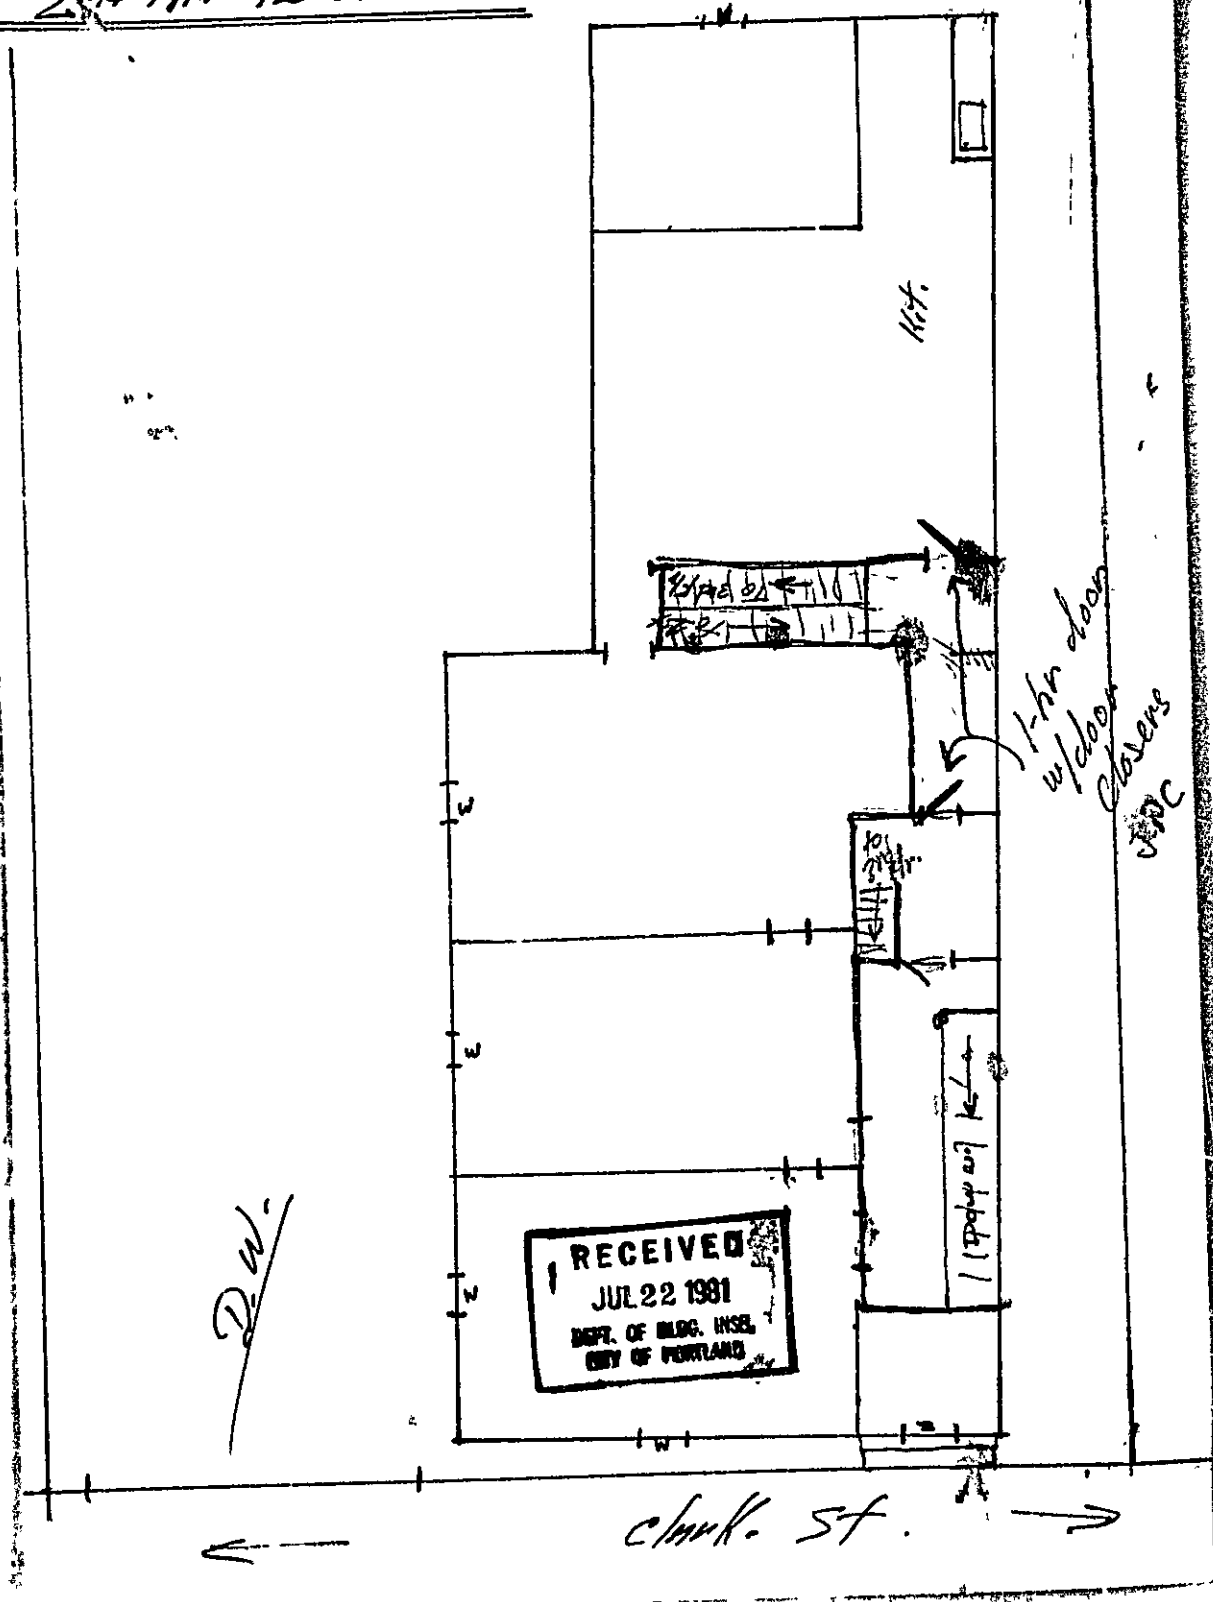 W
Kit.
1-hr door
w/door
closers
W
to
W
RECEIVED
JUL 22 1981
DEPT. OF BLDG. INSP.
CITY OF PORTLAND
W
D.W.
W
W
Clark. St.